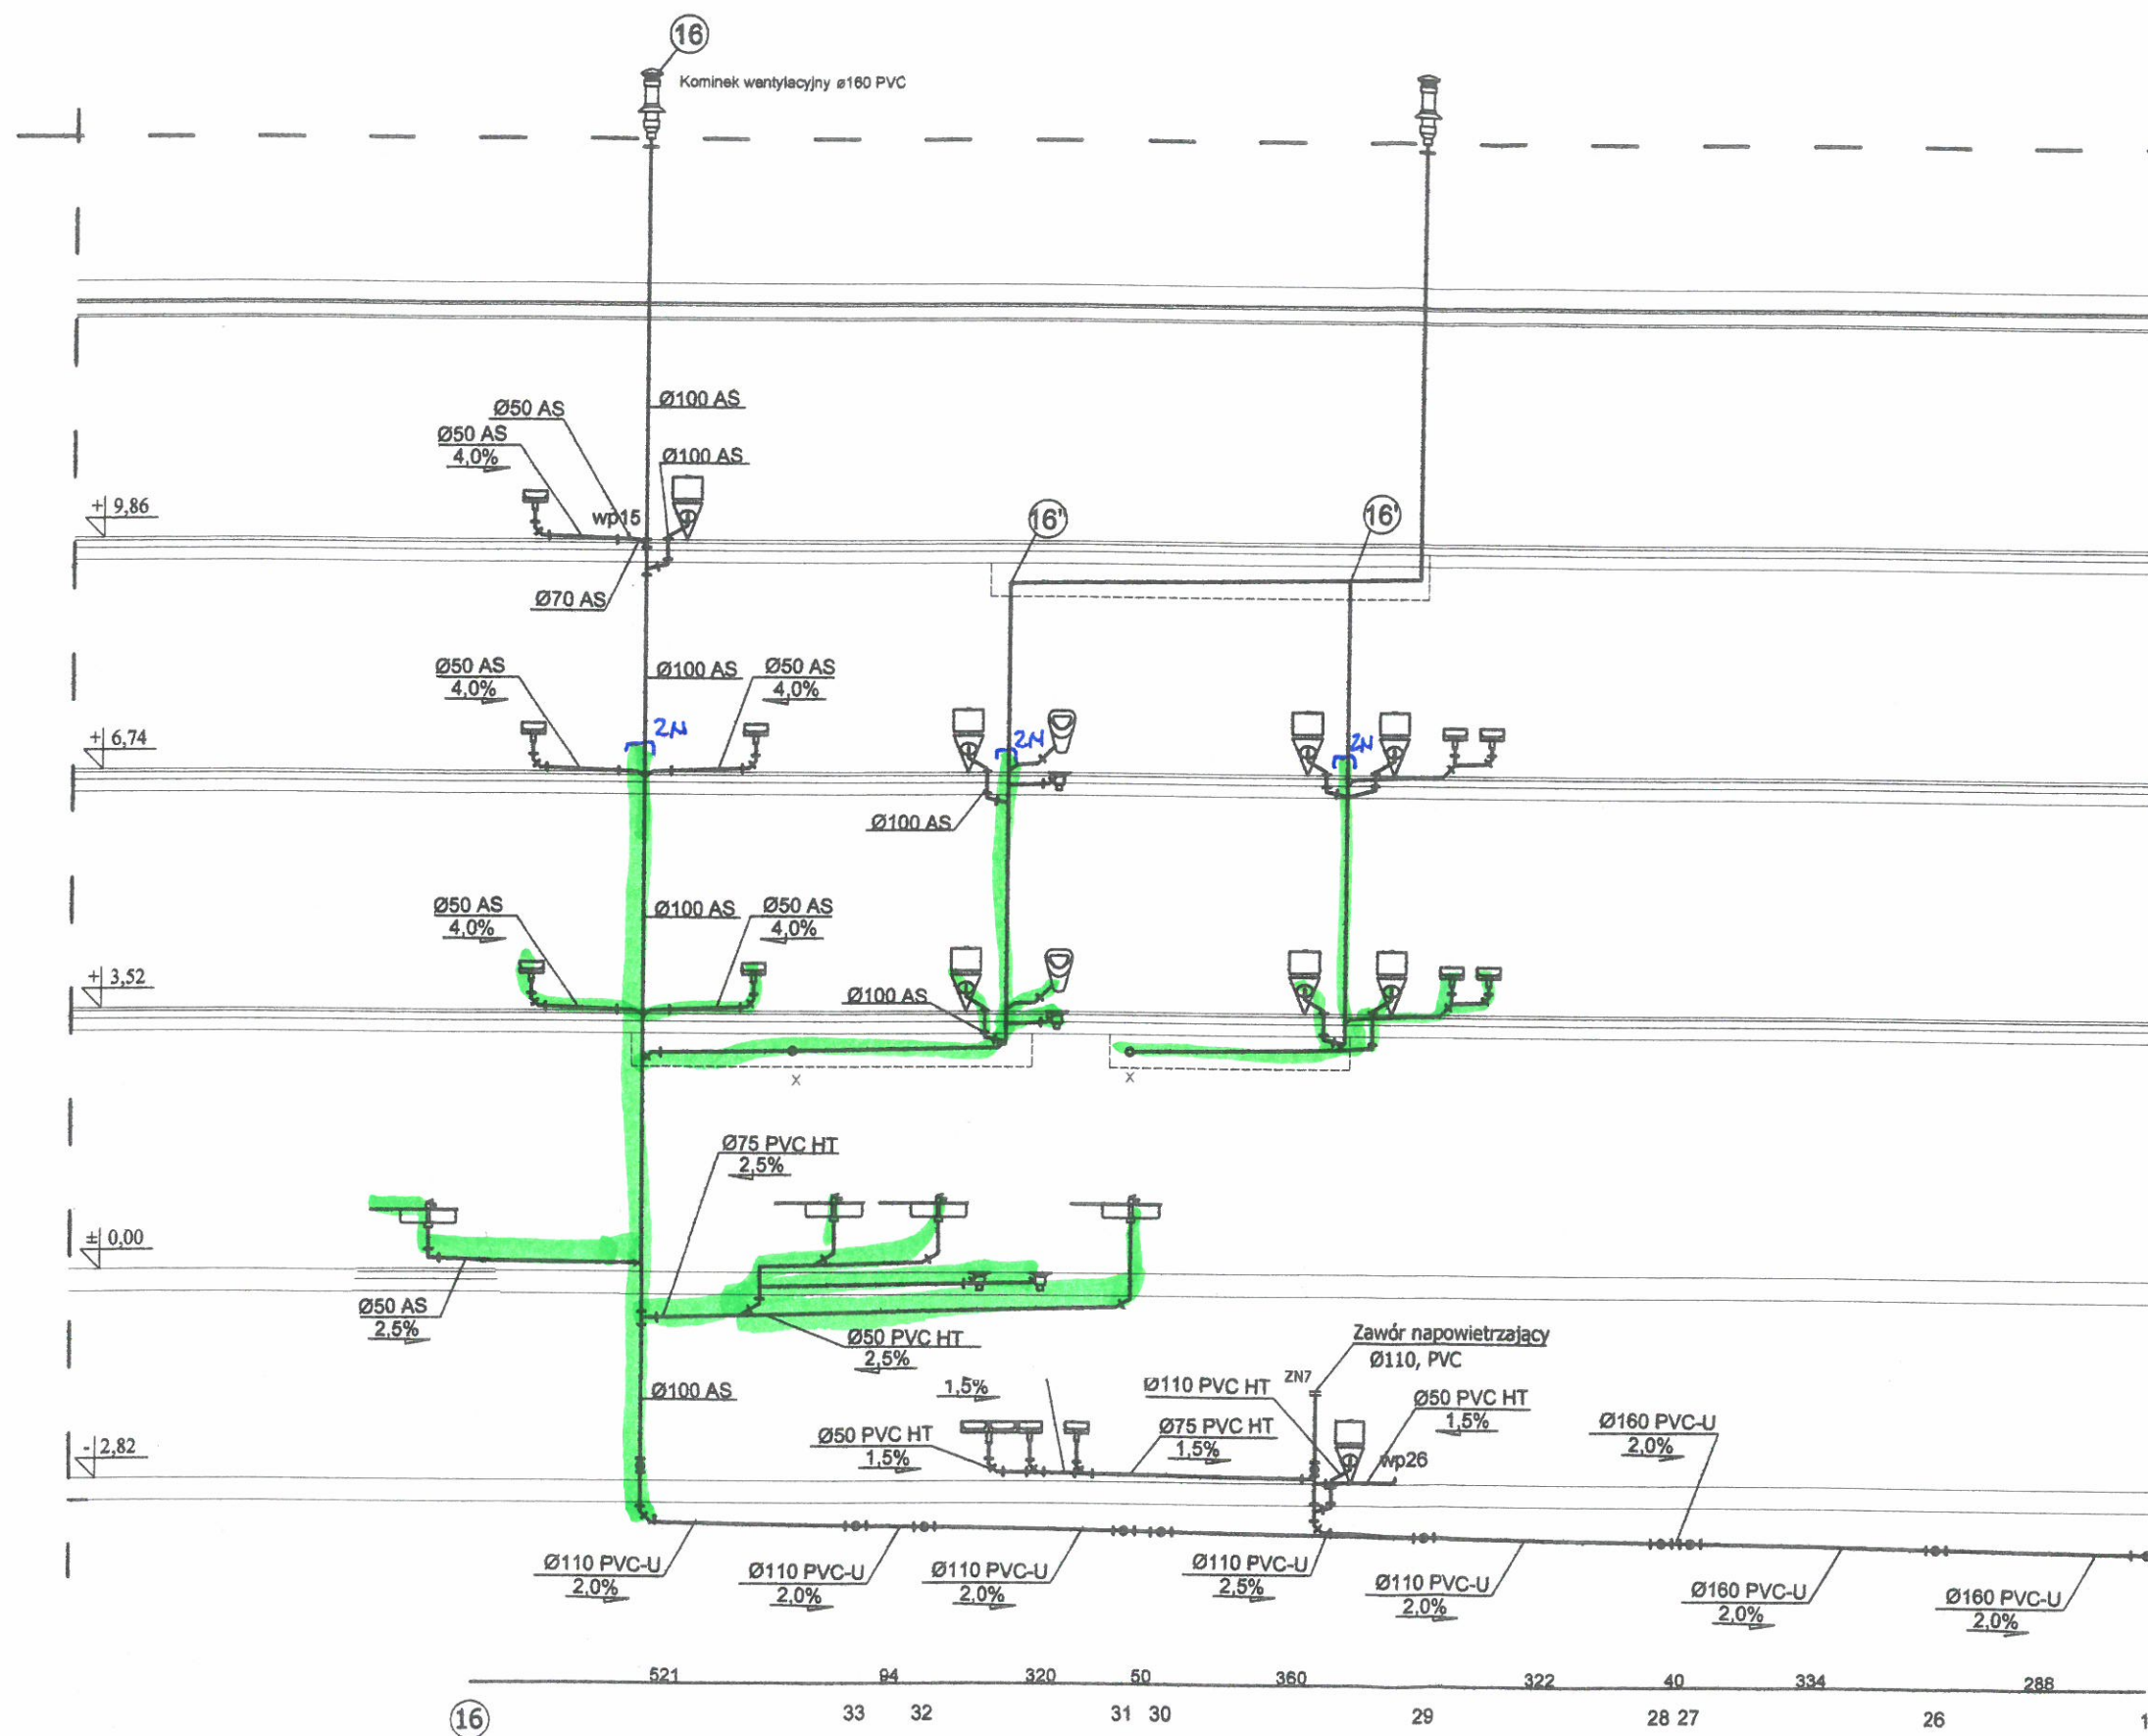 16
Kominek wentylacyjny ø160 PVC
Ø100 AS
Ø50 AS
Ø50 AS
4,0%
Ø100 AS
+ 9,86
wp15
16''
16'
Ø70 AS
Ø50 AS
4,0%
Ø100 AS
Ø50 AS
4,0%
+ 6,74
ZN
ZN
ZN
Ø100 AS
Ø50 AS
4,0%
Ø100 AS
Ø50 AS
4,0%
+ 3,52
Ø100 AS
x
x
Ø75 PVC HT
2,5%
± 0,00
Ø50 AS
2,5%
Ø50 PVC HT
2,5%
Zawór napowietrzający
Ø110, PVC
ZN7
Ø100 AS
1,5%
Ø110 PVC HT
Ø50 PVC HT
1,5%
Ø50 PVC HT
1,5%
Ø75 PVC HT
1,5%
Ø160 PVC-U
2,0%
- 2,82
wp26
Ø110 PVC-U
2,0%
Ø110 PVC-U
2,0%
Ø110 PVC-U
2,0%
Ø110 PVC-U
2,5%
Ø110 PVC-U
2,0%
Ø160 PVC-U
2,0%
Ø160 PVC-U
2,0%
521 94 320 50 360 322 40 334 288
16 33 32 31 30 29 28 27 26